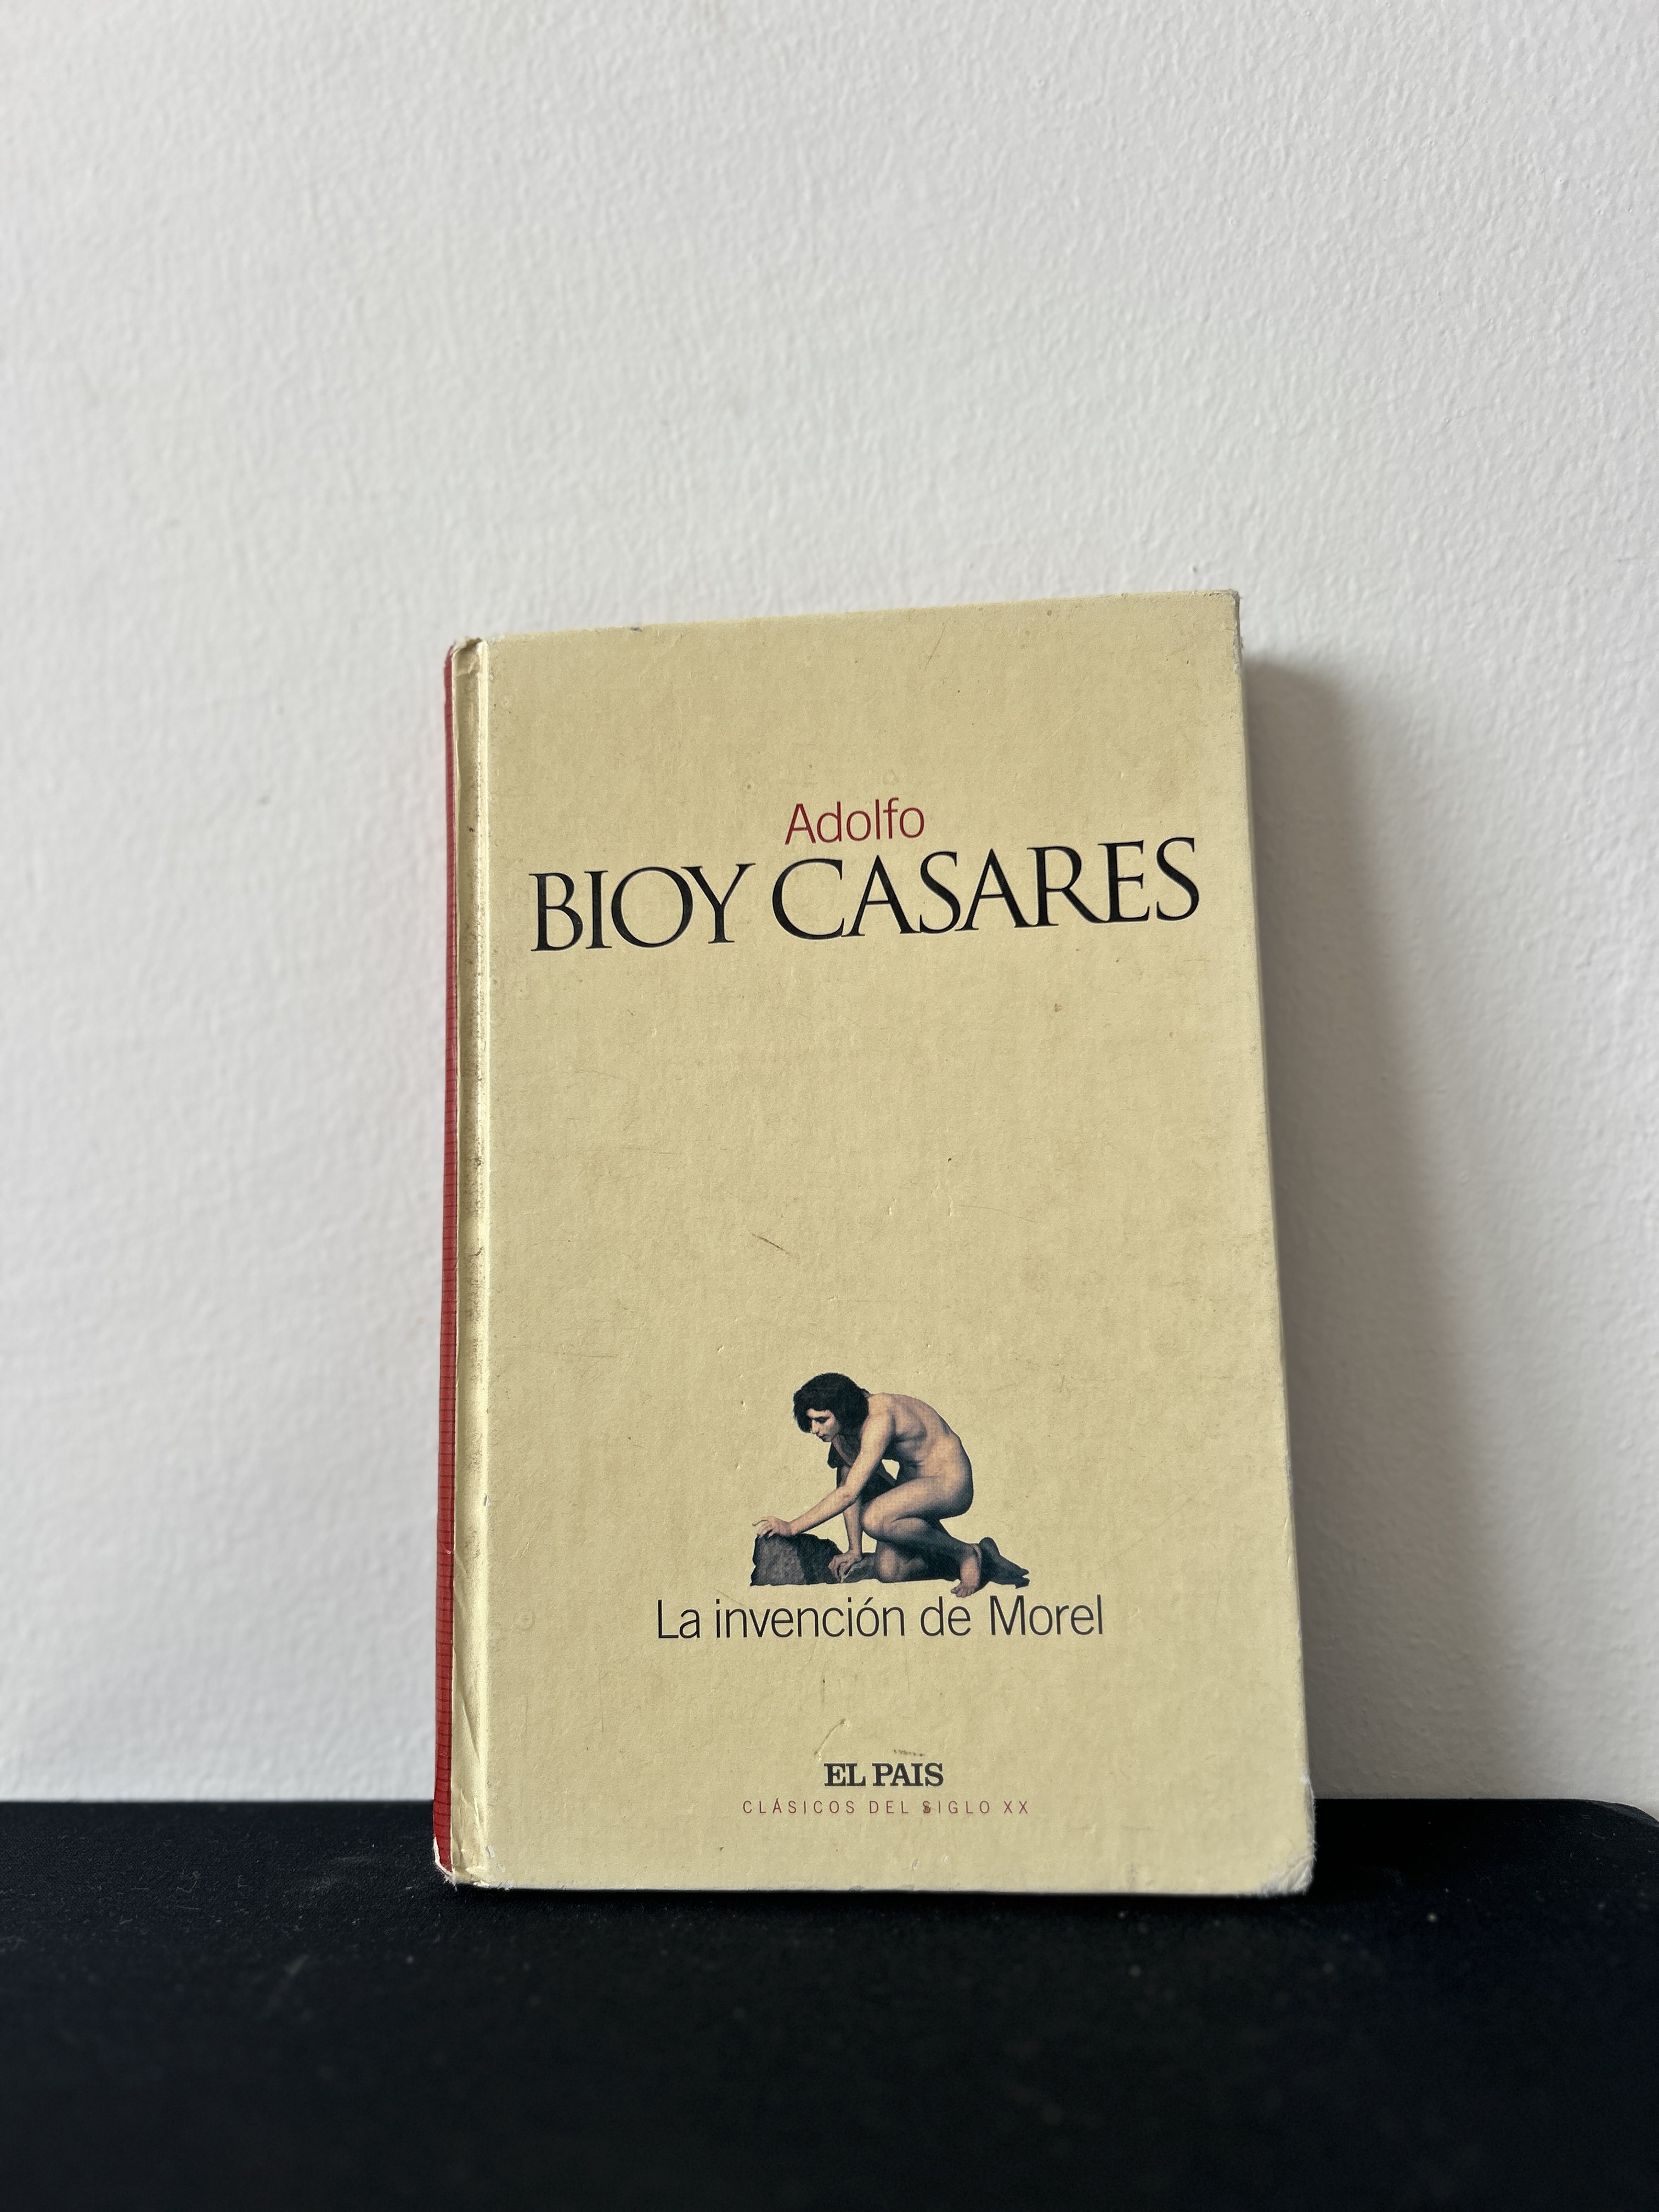 Adolfo
BIOY CASARES
La invención de Morel
EL PAIS
CLÁSICOS DEL SIGLO XX